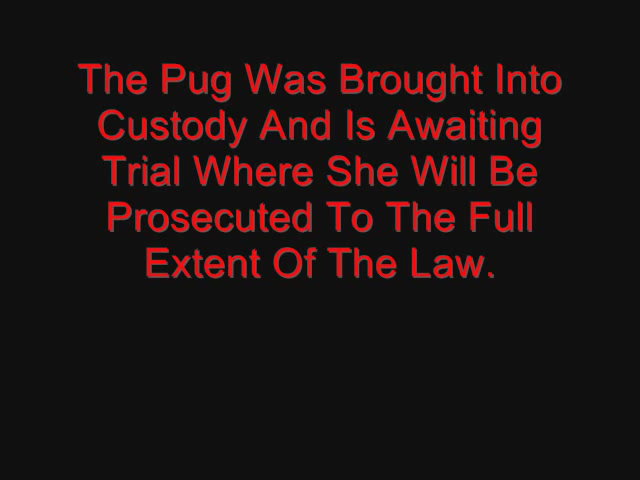 The Pug Was Brought Into
Custody And Is Awaiting
Trial Where She Will Be
Prosecuted To The Full
Extent Of The Law.